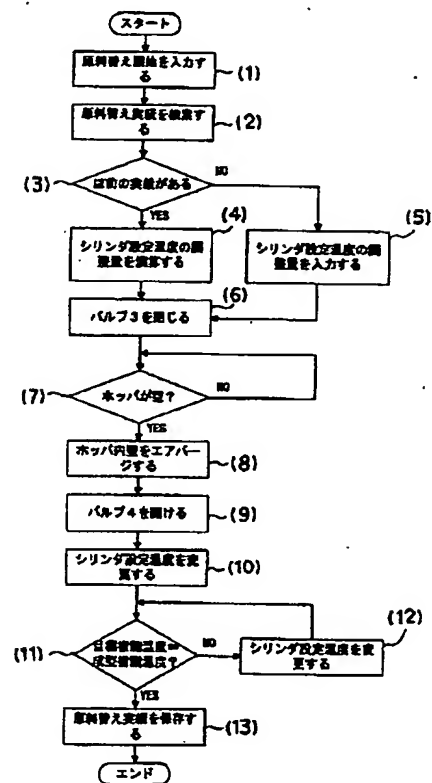 スタート
原料替え開始を入力す
る
(1)
原料替え実績を検索す
る
(2)
(3)
以前の実績がある
NO
YES
(4)
シリンダ設定温度の調
整量を演算する
(5)
シリンダ設定温度の調
整量を入力する
(6)
バルブ3を閉じる
(7)
ホッパが空?
NO
YES
ホッパ内壁をエアパー
ジする
(8)
バルブ4を開ける
(9)
シリンダ設定温度を変
更する
(10)
(11)
目標樹脂温度=
成型樹脂温度?
NO
(12)
シリンダ設定温度を変
更する
YES
原料替え実績を保存す
る
(13)
エンド